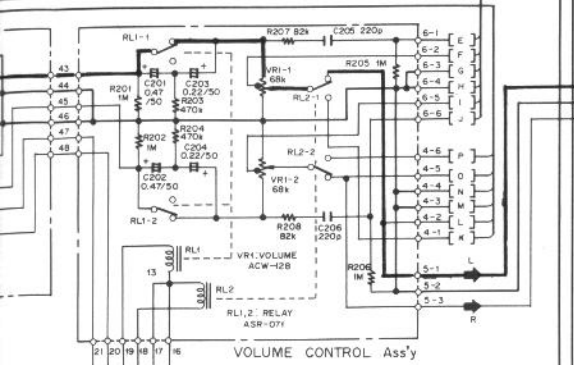 RL1-1
R207 82k
C205 220p
6-1
E
6-2
F
6-3
G
6-4
H
6-5
I
6-6
J
43
44
45
46
47
48
R201
1M
C201
0.47
/50
C203
0.22/50
R203
470k
VR1-1
68k
R205 1M
RL2-1
R202
1M
R204
470k
C204
0.22/50
C202
0.47/50
RL1-2
RL2-2
VR1-2
68k
R208
82k
C206
220p
R206
1M
4-6
P
4-5
O
4-4
N
4-3
M
4-2
L
4-1
K
5-1
L
5-2
5-3
R
RL1
13
RL2
VR1:VOLUME
ACW-128
RL1,2: RELAY
ASR-071
21
20
19
18
17
16
VOLUME CONTROL Ass'y